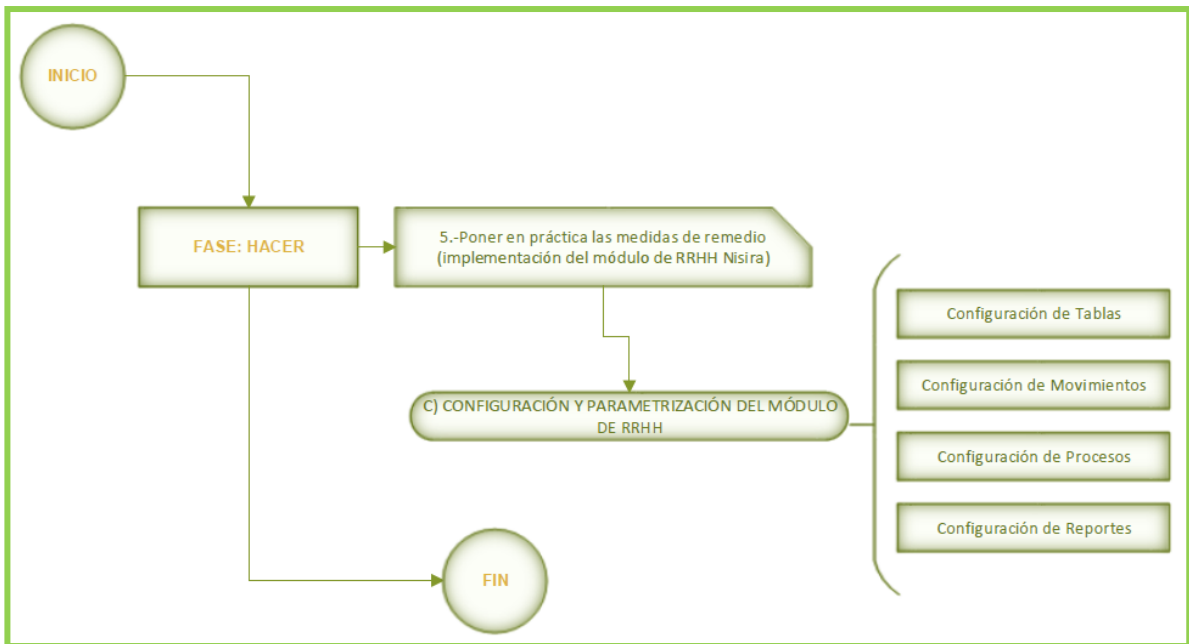 INICIO
FASE: HACER
5.-Poner en práctica las medidas de remedio
(implementación del módulo de RRHH Nisira)
Configuración de Tablas
Configuración de Movimientos
C) CONFIGURACIÓN Y PARAMETRIZACIÓN DEL MÓDULO
DE RRHH
Configuración de Procesos
Configuración de Reportes
FIN